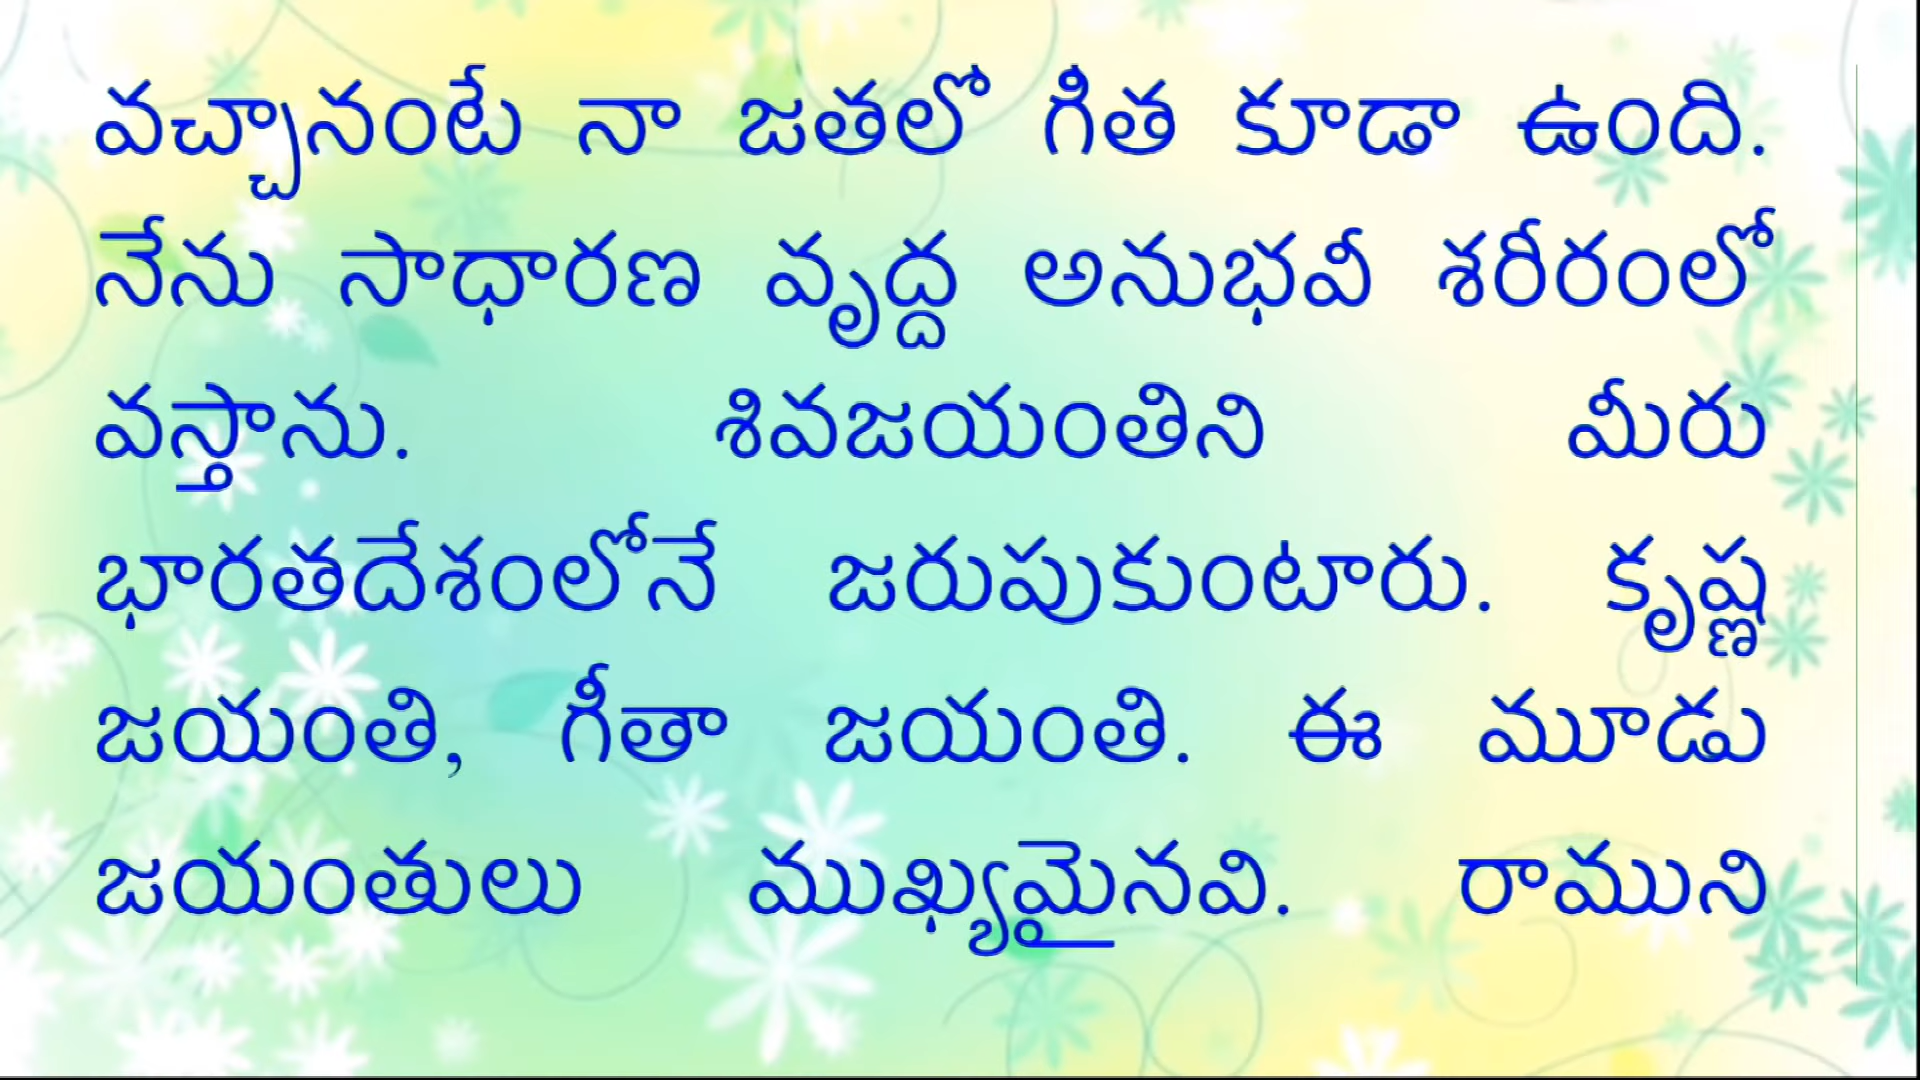 వచ్చానంటే నా జతలో గీత కూడా ఉంది.
నేను సాధారణ వృద్ద అనుభవీ శరీరంలో
వస్తాను. శివజయంతిని మీరు
భారతదేశంలోనే జరుపుకుంటారు. కృష్ణ
జయంతి, గీతా జయంతి. ఈ మూడు
జయంతులు ముఖ్యమైనవి. రాముని